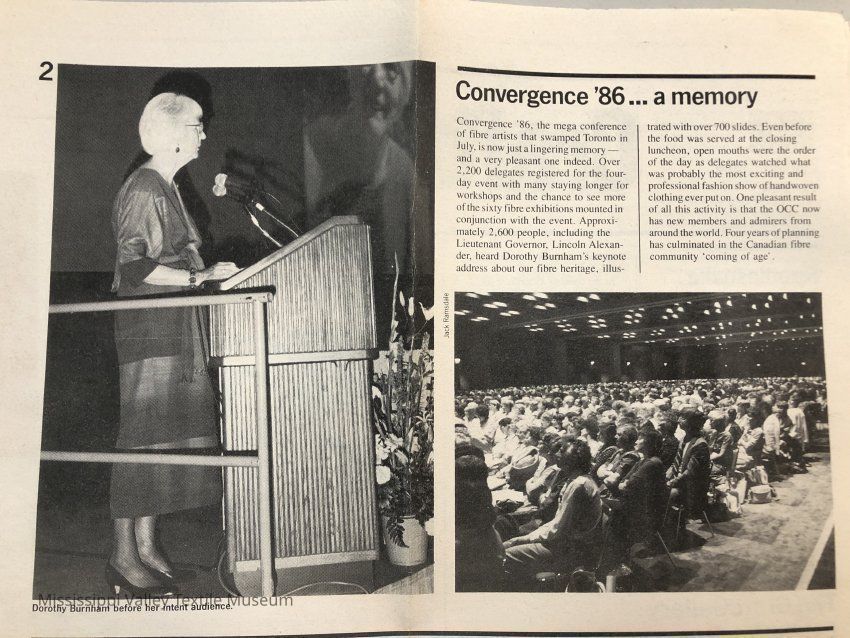 2
Convergence '86... a memory
Convergence '86, the mega conference
of fibre artists that swamped Toronto in
July, is now just a lingering memory —
and a very pleasant one indeed. Over
2,200 delegates registered for the four-
day event with many staying longer for
workshops and the chance to see more
of the sixty fibre exhibitions mounted in
conjunction with the event. Approxi-
mately 2,600 people, including the
Lieutenant Governor, Lincoln Alexan-
der, heard Dorothy Burnham's keynote
address about our fibre heritage, illus-
trated with over 700 slides. Even before
the food was served at the closing
luncheon, open mouths were the order
of the day as delegates watched what
was probably the most exciting and
professional fashion show of handwoven
clothing ever put on. One pleasant result
of all this activity is that the OCC now
has new members and admirers from
around the world. Four years of planning
has culminated in the Canadian fibre
community 'coming of age'.
Jack Ramsdale
Dorothy Burnham before her intent audience.
Mississippi Valley Textile Museum